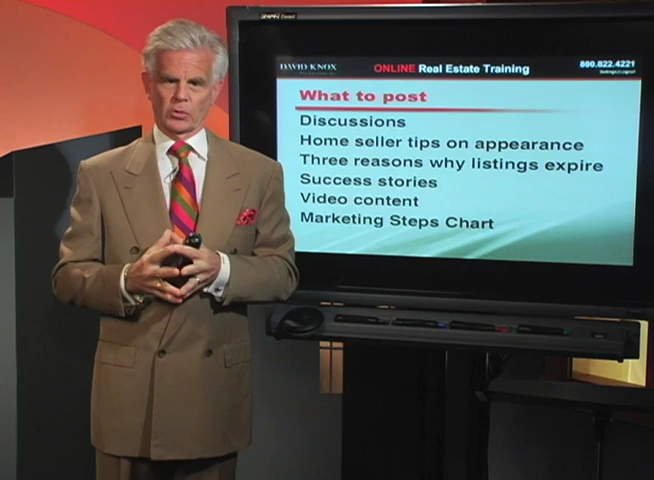 DAVID KNOX
ONLINE Real Estate Training
800.822.4221
What to post
Discussions
Home seller tips on appearance
Three reasons why listings expire
Success stories
Video content
Marketing Steps Chart